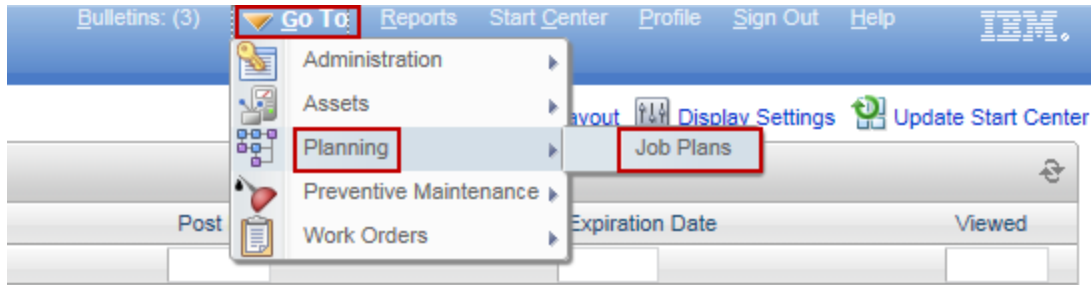 Bulletins: (3) Go To Reports Start Center Profile Sign Out Help IBM.
Administration
Assets
Display Settings Update Start Center
Planning Job Plans
Preventive Maintenance
Post Expiration Date Viewed
Work Orders